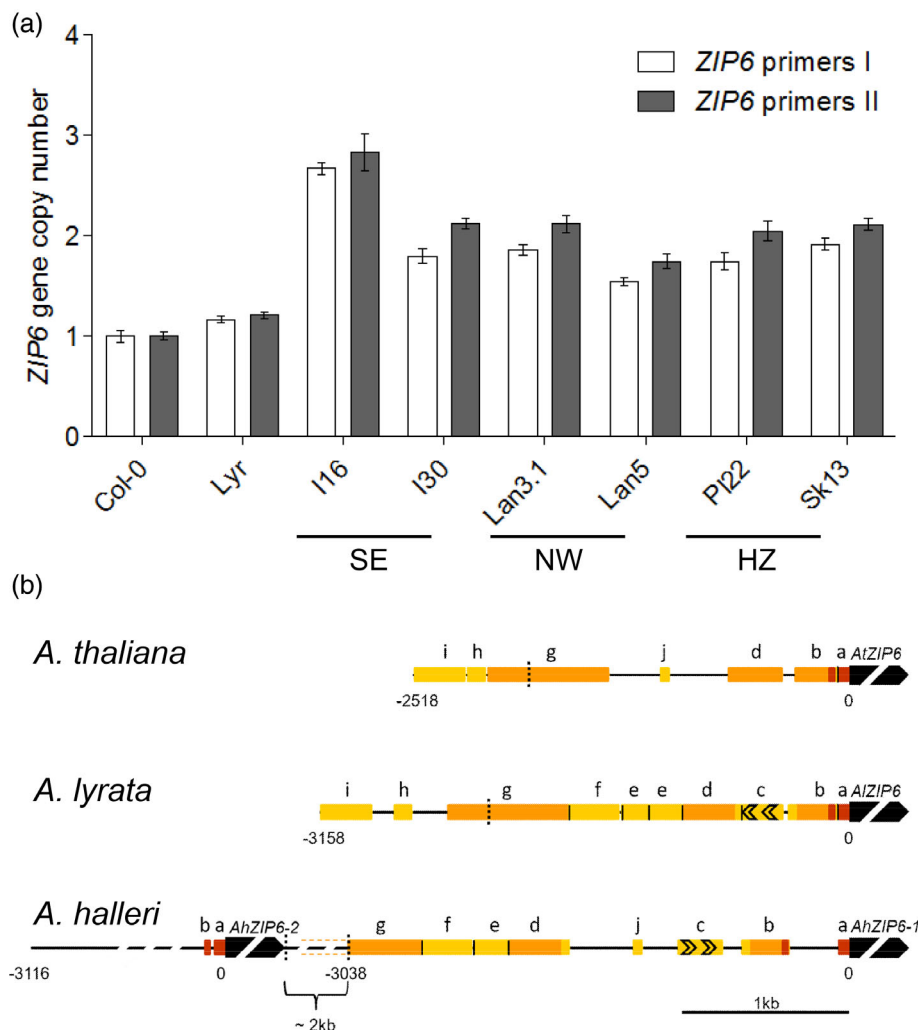 (a)
4
3
2
1
0
ZIP6 gene copy number
ZIP6 primers I
ZIP6 primers II
Col-0
Lyr
I16
I30
Lan3.1
Lan5
Pl22
Sk13
SE
NW
HZ
(b)
A. thaliana
i h g j d b a AtZIP6
-2518 0
A. lyrata
i h g f e e d c b a AlZIP6
-3158 0
A. halleri
b a AhZIP6-2 g f e d j c b a AhZIP6-1
-3116 0 -3038 0
~ 2kb
1kb